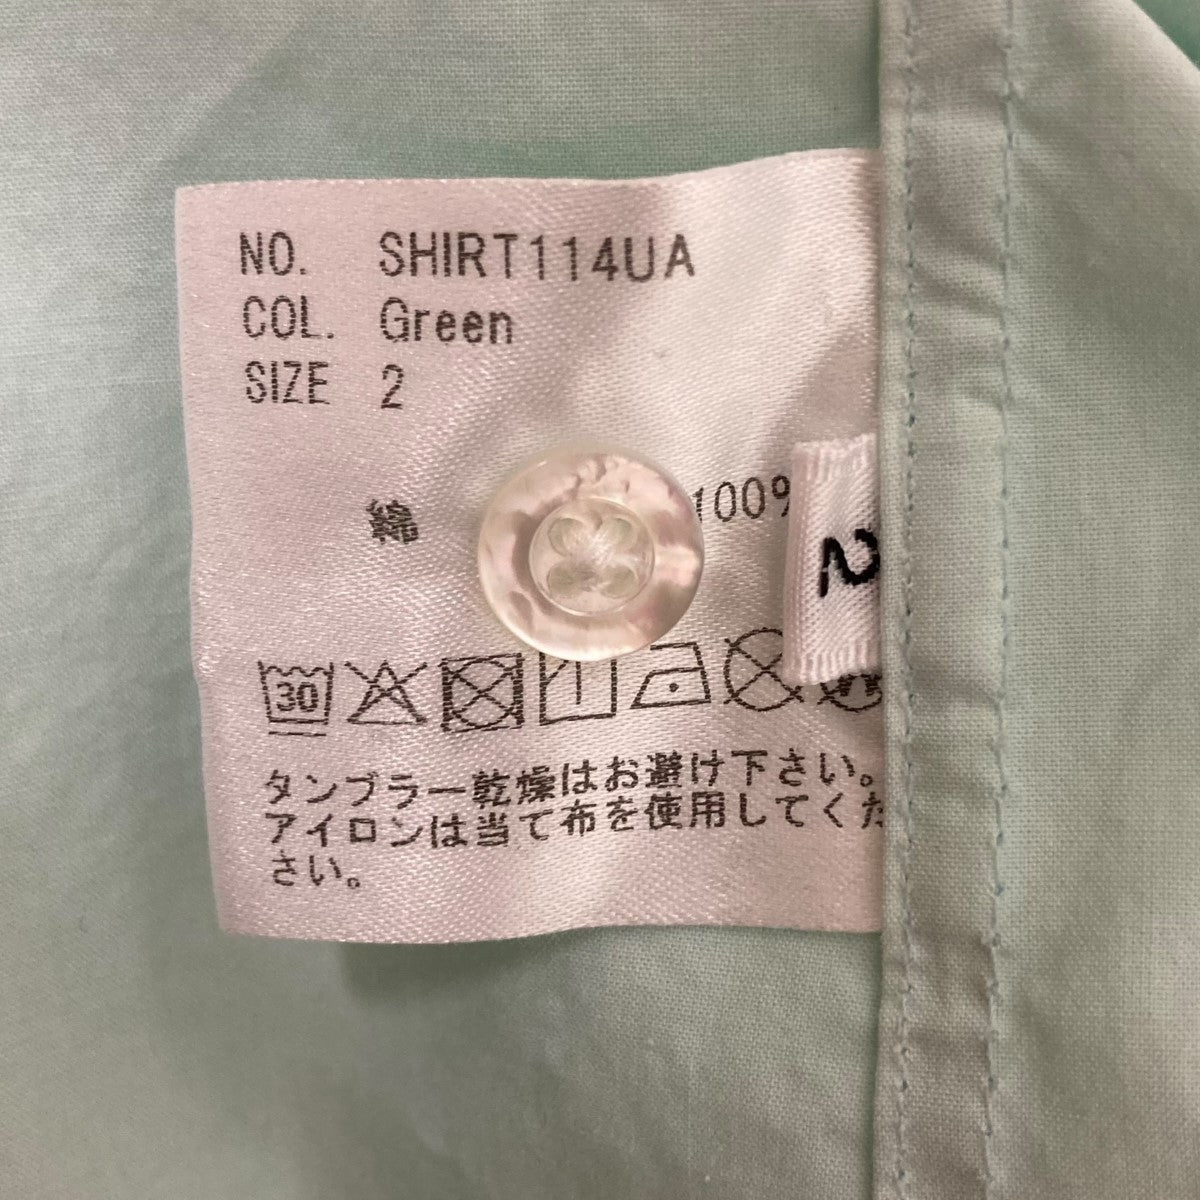 NO. SHIRT114UA
COL. Green
SIZE 2
綿 100%
2
30
タンブラー乾燥はお避け下さい。
アイロンは当て布を使用してくだ
さい。